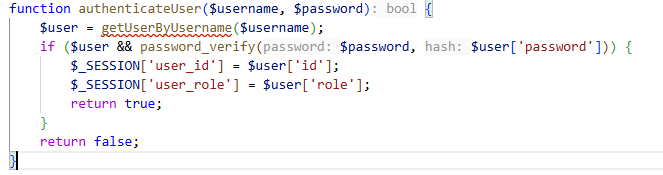 function authenticateUser($username, $password): bool {
    $user = getUserByUsername($username);
    if ($user && password_verify(password: $password, hash: $user['password'])) {
        $_SESSION['user_id'] = $user['id'];
        $_SESSION['user_role'] = $user['role'];
        return true;
    }
    return false;
}